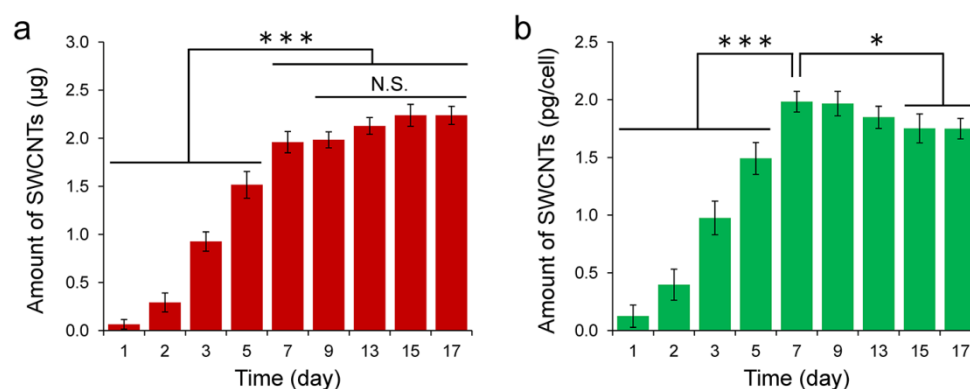 a
* * *
N.S.
Amount of SWCNTs (µg)
3.0
2.5
2.0
1.5
1.0
0.5
0.0
1 2 3 5 7 9 13 15 17
Time (day)
b
* * *
*
Amount of SWCNTs (pg/cell)
2.5
2.0
1.5
1.0
0.5
0.0
1 2 3 5 7 9 13 15 17
Time (day)